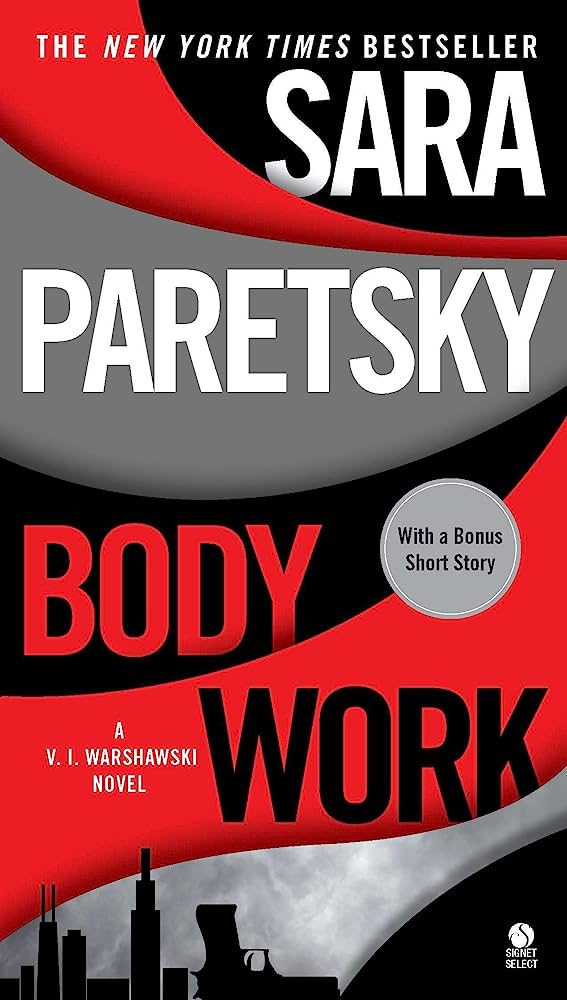 THE NEW YORK TIMES BESTSELLER
SARA
PARETSKY
BODY
With a Bonus
Short Story
WORK
A
V. I. WARSHAWSKI
NOVEL
SIGNET
SELECT